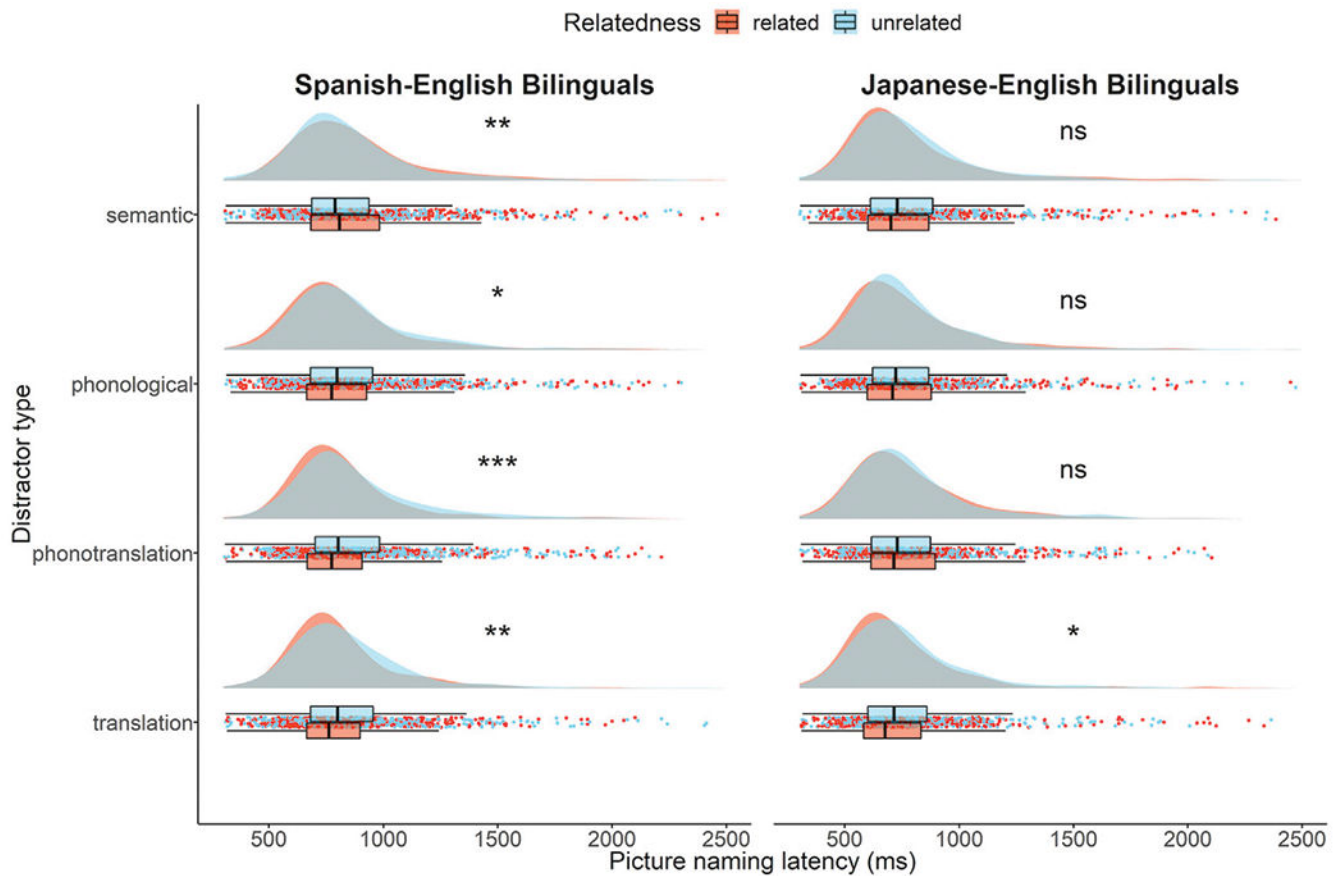 Relatedness related unrelated
Spanish-English Bilinguals Japanese-English Bilinguals
** ns
semantic
* ns
phonological
*** ns
phonotranslation
** *
translation
Distractor type
500 1000 1500 2000 2500 500 1000 1500 2000 2500
Picture naming latency (ms)